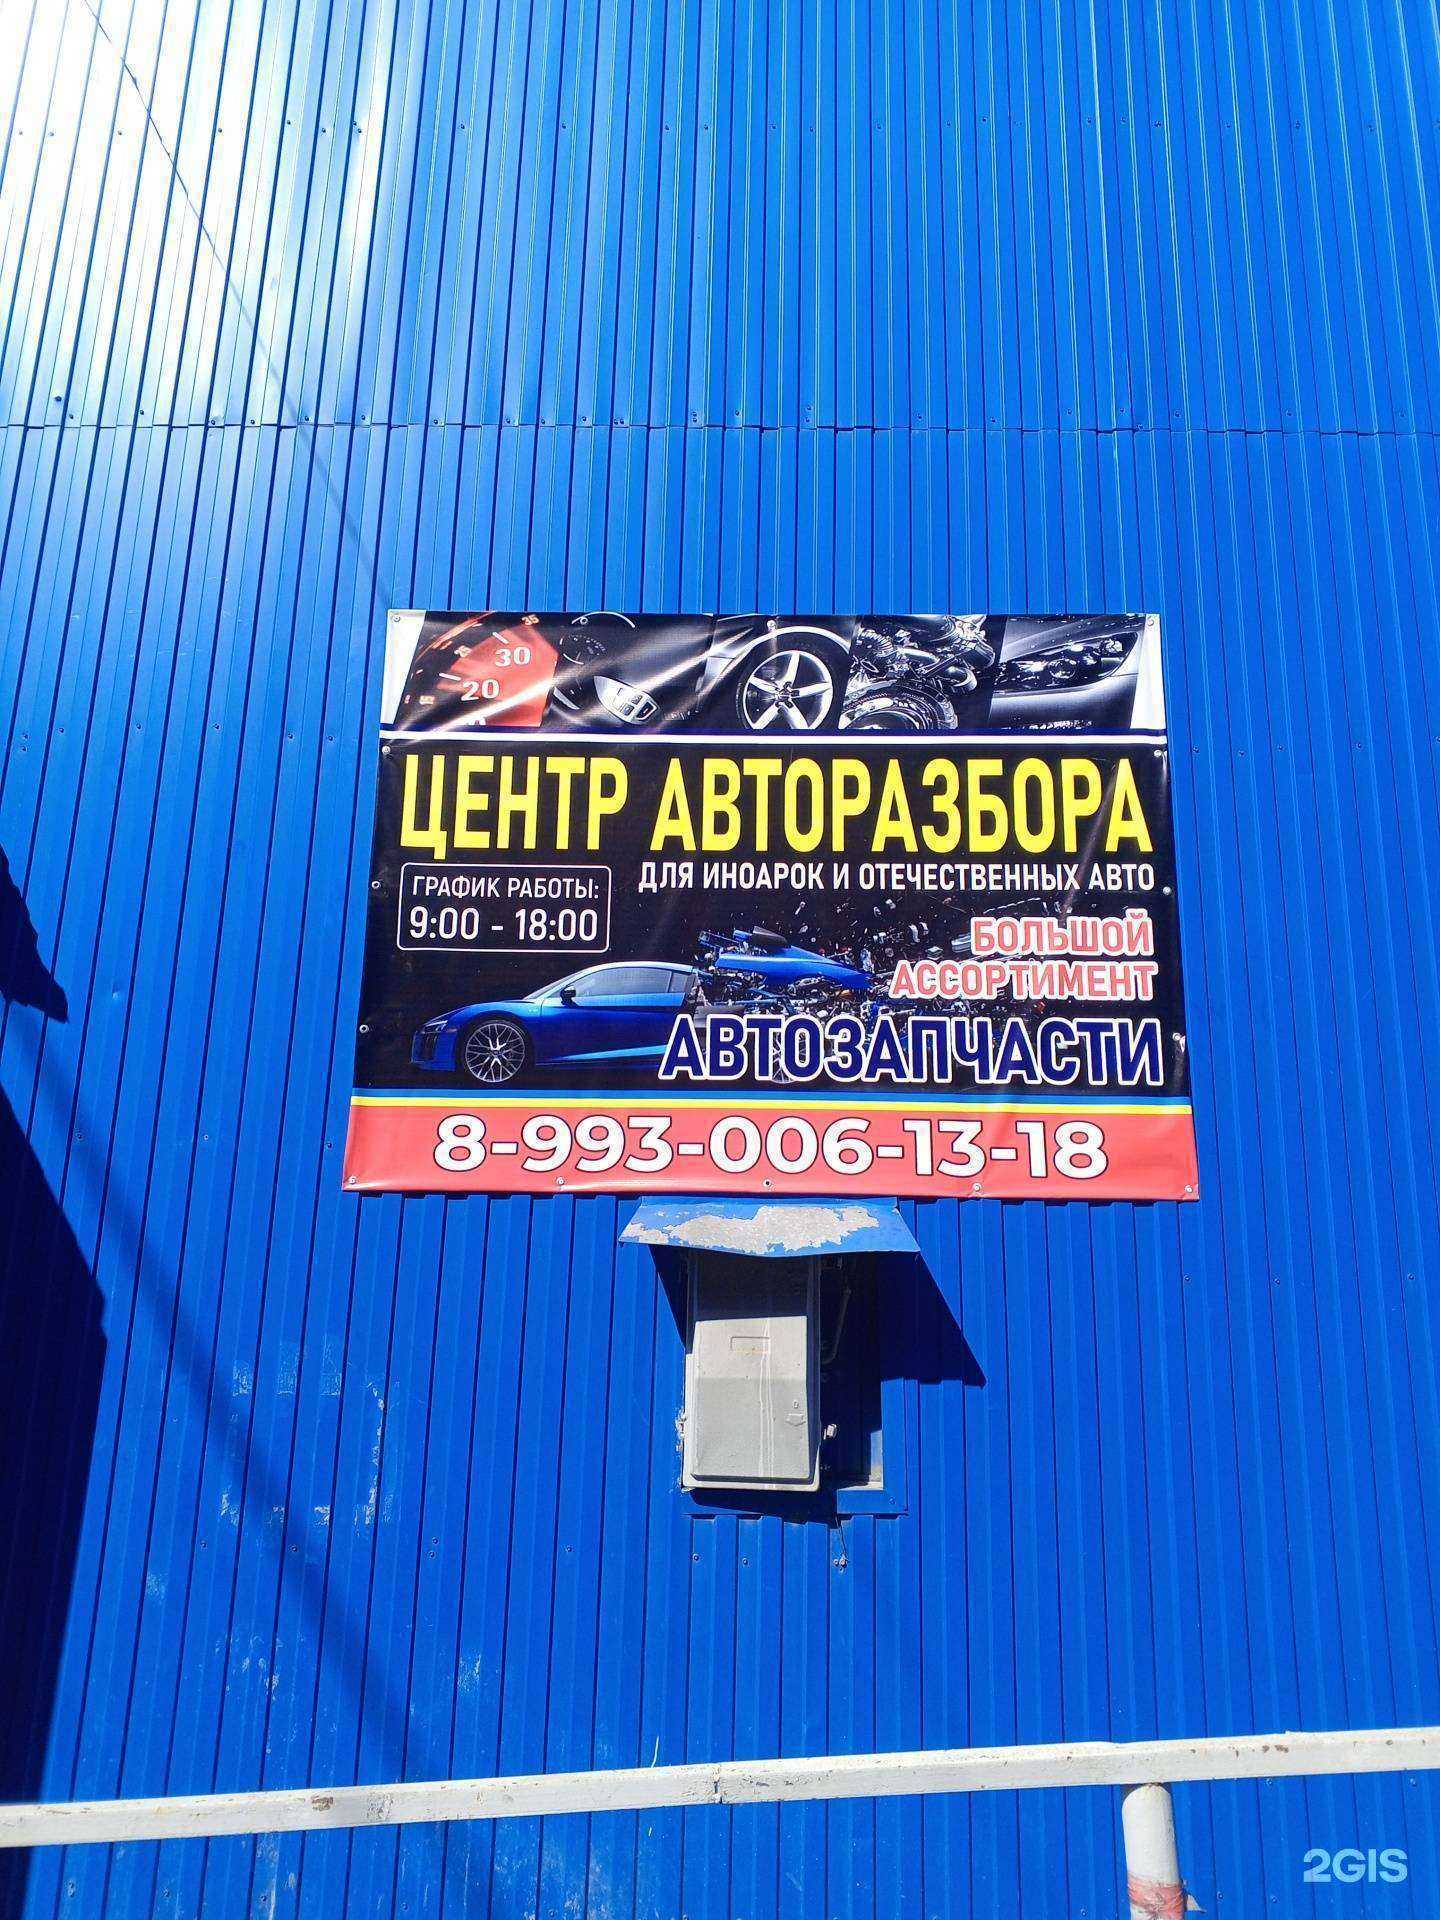 30
20
ЦЕНТР АВТОРАЗБОРА
ДЛЯ ИНОАРОК И ОТЕЧЕСТВЕННЫХ АВТО
ГРАФИК РАБОТЫ:
9:00 - 18:00
БОЛЬШОЙ
АССОРТИМЕНТ
АВТОЗАПЧАСТИ
8-993-006-13-18
2GIS